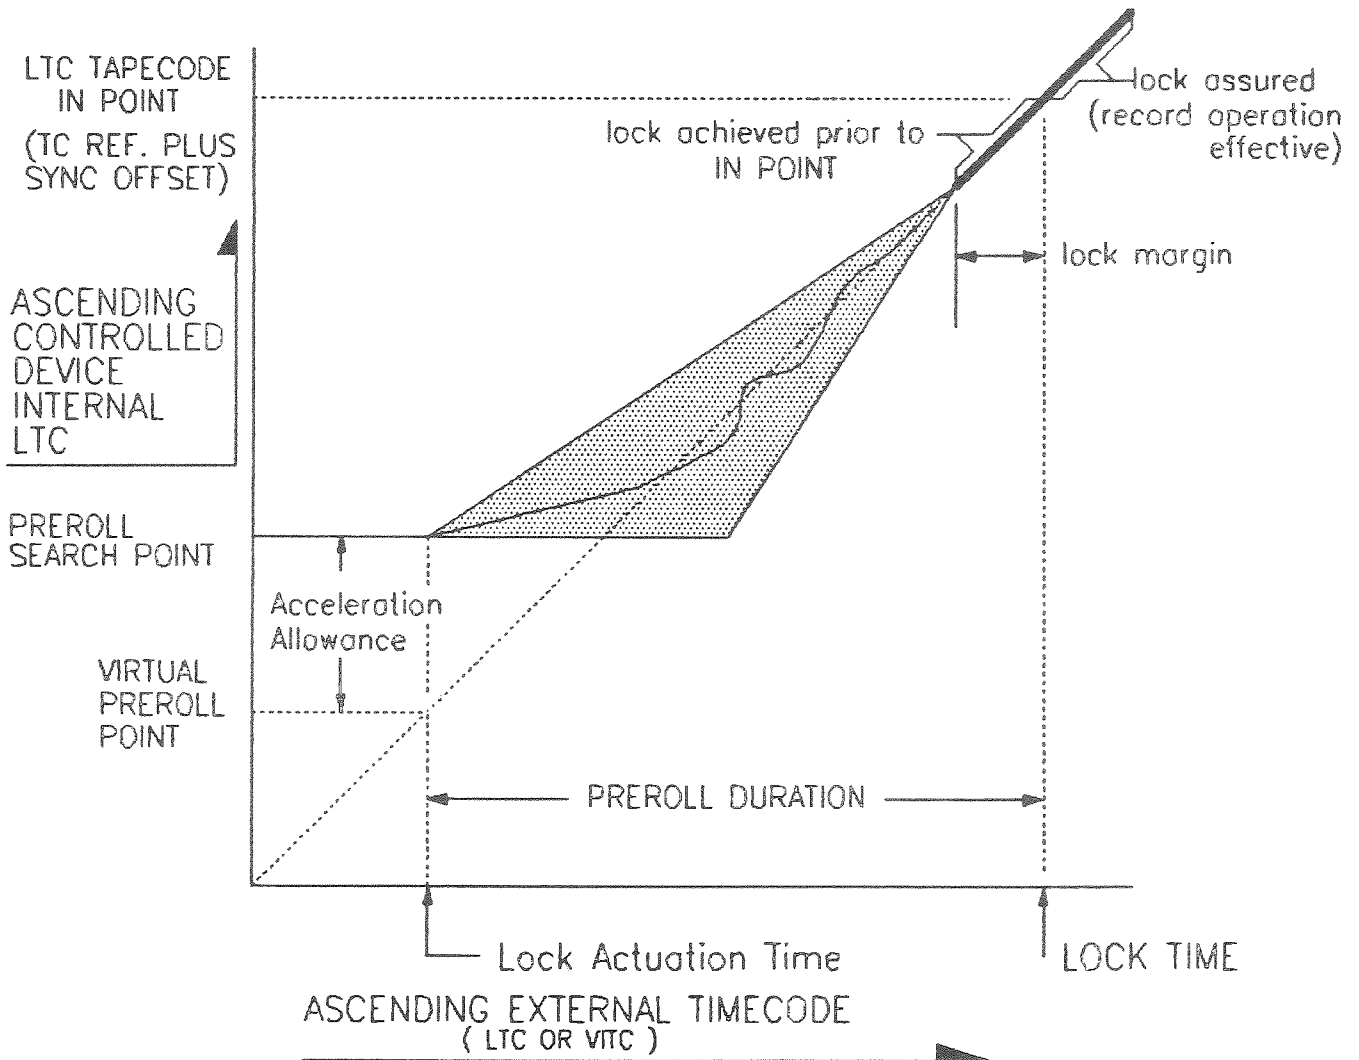 LTC TAPECODE
IN POINT
(TC REF. PLUS
SYNC OFFSET)
lock assured
(record operation
effective)
lock achieved prior to
IN POINT
lock margin
ASCENDING
CONTROLLED
DEVICE
INTERNAL
LTC
PREROLL
SEARCH POINT
Acceleration
Allowance
VIRTUAL
PREROLL
POINT
PREROLL DURATION
Lock Actuation Time
LOCK TIME
ASCENDING EXTERNAL TIMECODE
( LTC OR VITC )